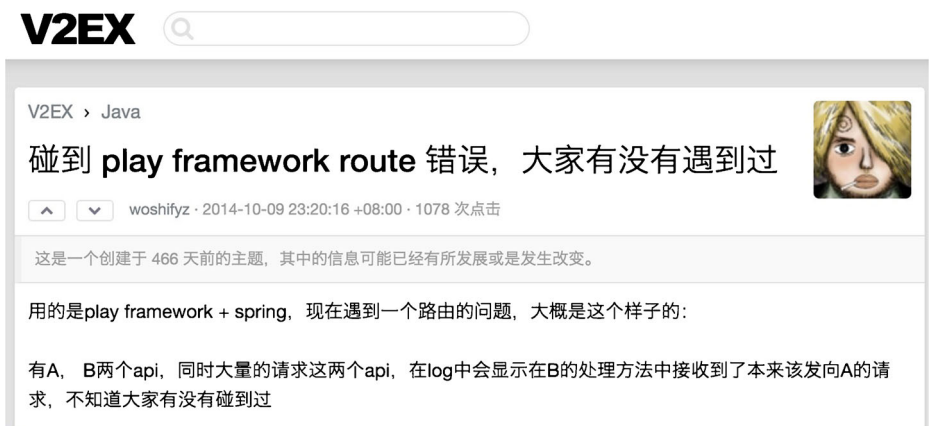 V2EX
V2EX › Java
碰到 play framework route 错误，大家有没有遇到过
woshifyz · 2014-10-09 23:20:16 +08:00 · 1078 次点击
这是一个创建于 466 天前的主题，其中的信息可能已经有所发展或是发生改变。
用的是play framework + spring，现在遇到一个路由的问题，大概是这个样子的：
有A， B两个api，同时大量的请求这两个api，在log中会显示在B的处理方法中接收到了本来该发向A的请
求，不知道大家有没有碰到过